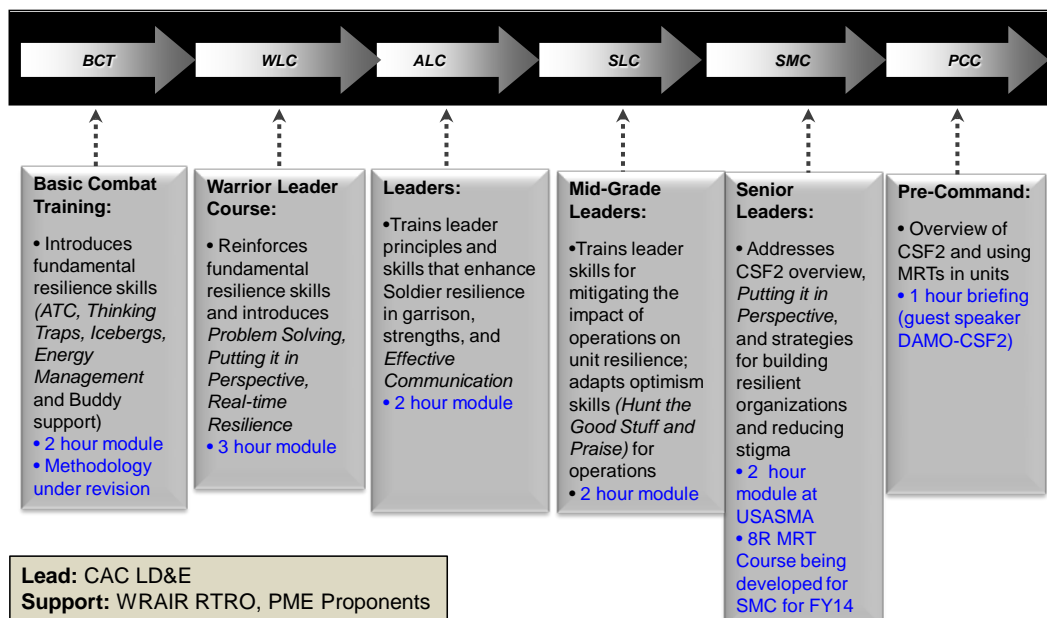 BCT
WLC
ALC
SLC
SMC
PCC
Basic Combat
Training:
• Introduces
fundamental
resilience skills
(ATC, Thinking
Traps, Icebergs,
Energy
Management
and Buddy
support)
• 2 hour module
• Methodology
under revision
Warrior Leader
Course:
• Reinforces
fundamental
resilience skills
and introduces
Problem Solving,
Putting it in
Perspective,
Real-time
Resilience
• 3 hour module
Leaders:
•Trains leader
principles and
skills that enhance
Soldier resilience
in garrison,
strengths, and
Effective
Communication
• 2 hour module
Mid-Grade
Leaders:
•Trains leader
skills for
mitigating the
impact of
operations on
unit resilience;
adapts optimism
skills (Hunt the
Good Stuff and
Praise) for
operations
• 2 hour module
Senior
Leaders:
• Addresses
CSF2 overview,
Putting it in
Perspective,
and strategies
for building
resilient
organizations
and reducing
stigma
• 2 hour
module at
USASMA
• 8R MRT
Course being
developed for
SMC for FY14
Pre-Command:
• Overview of
CSF2 and using
MRTs in units
• 1 hour briefing
(guest speaker
DAMO-CSF2)
Lead: CAC LD&E
Support: WRAIR RTRO, PME Proponents